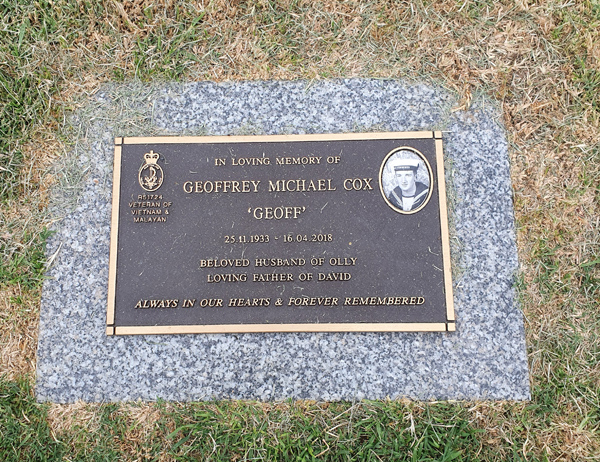 IN LOVING MEMORY OF
GEOFFREY MICHAEL COX
'GEOFF'
R51724
VETERAN OF
VIETNAM &
MALAYAN
25.11.1933 - 16.04.2018
BELOVED HUSBAND OF OLLY
LOVING FATHER OF DAVID
ALWAYS IN OUR HEARTS & FOREVER REMEMBERED